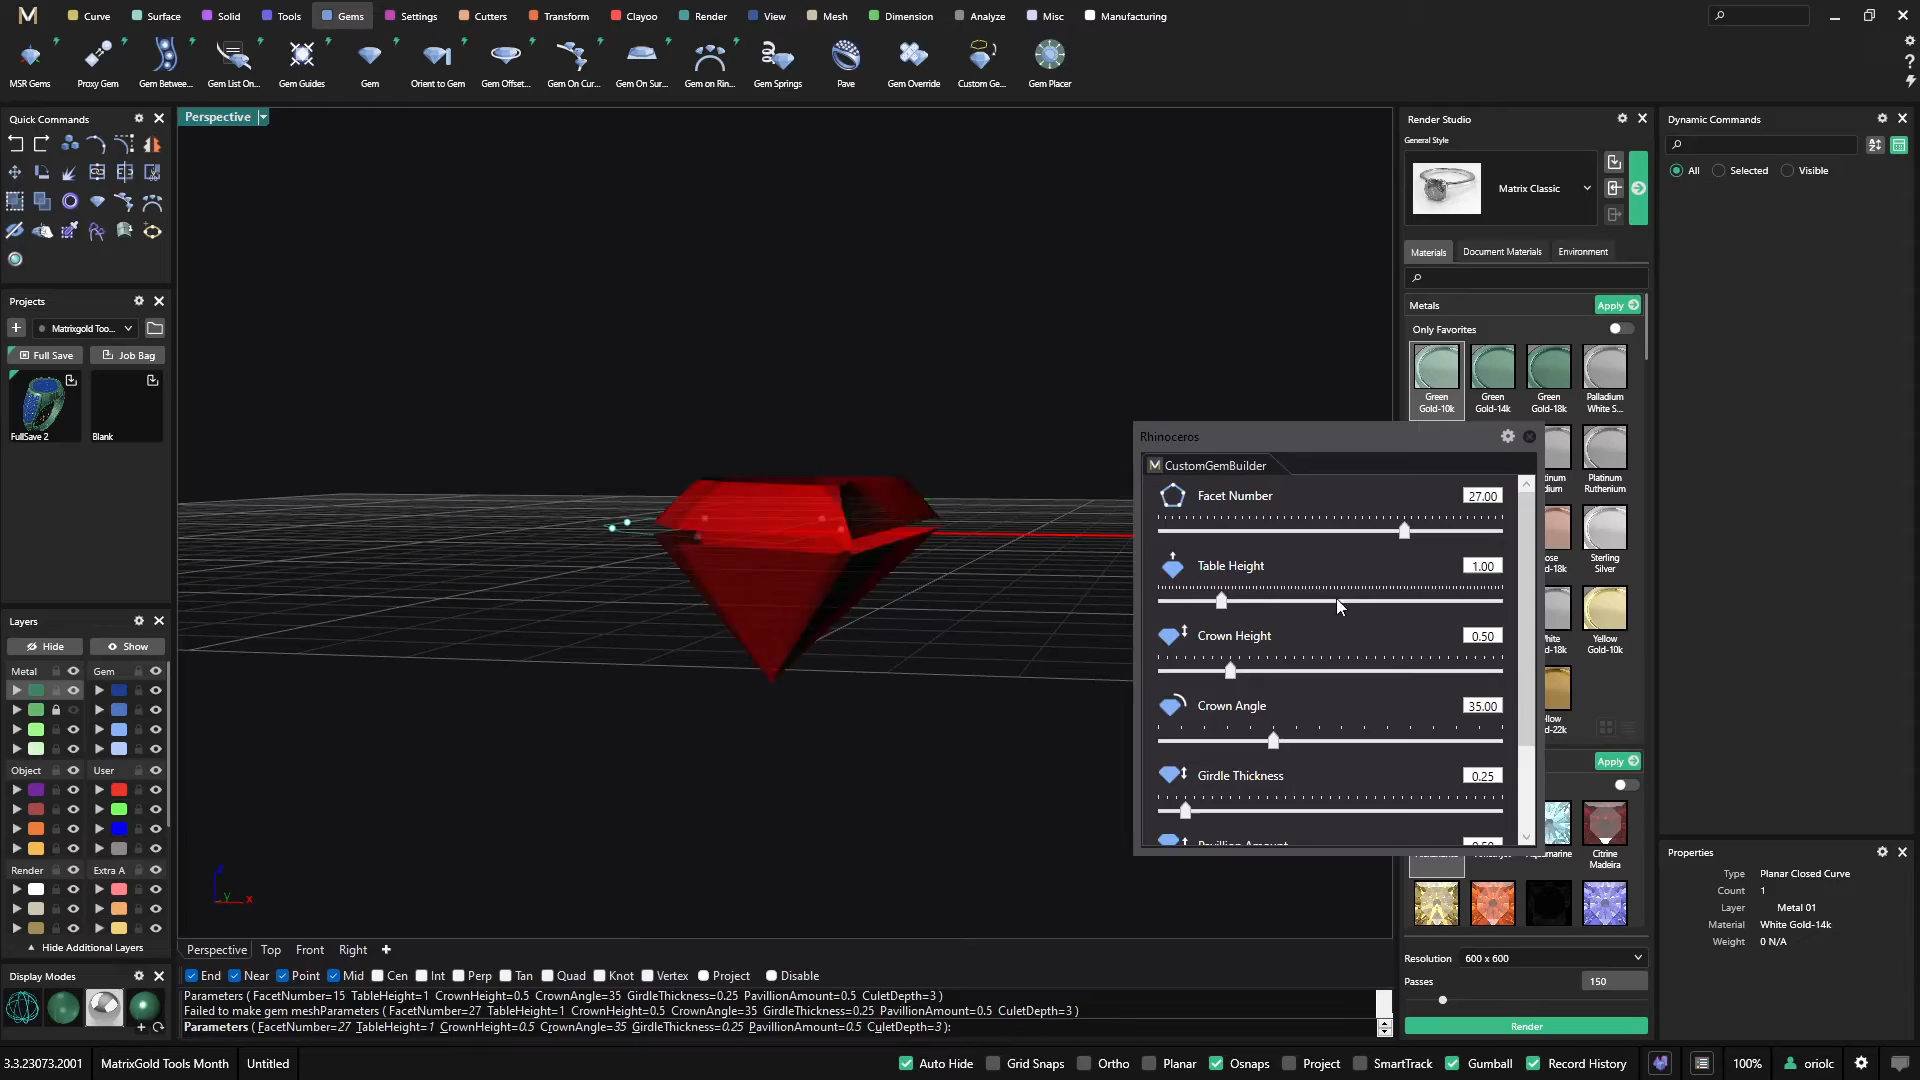 Curve Surface Solid Tools Gems Settings Cutters Transform Clayoo Render View Mesh Dimension Analyze Misc Manufacturing
MSR Gems Proxy Gem Gem Betwee... Gem List On... Gem Guides Gem Orient to Gem Gem Offset... Gem On Cur... Gem On Sur... Gem on Rin... Gem Springs Pave Gem Override Custom Ge... Gem Placer
Quick Commands
Projects
Matrixgold Too...
Full Save Job Bag
FullSave 2 Blank
Layers
Hide Show
Metal Gem
Object User
Render Extra A
Hide Additional Layers
Display Modes
Perspective
Rhinoceros
CustomGemBuilder
Facet Number 27.00
Table Height 1.00
Crown Height 0.50
Crown Angle 35.00
Girdle Thickness 0.25
Pavillion Amount 0.50
y x
Perspective Top Front Right
End Near Point Mid Cen Int Perp Tan Quad Knot Vertex Project Disable
Parameters ( FacetNumber=15 TableHeight=1 CrownHeight=0.5 CrownAngle=35 GirdleThickness=0.25 PavillionAmount=0.5 CuletDepth=3 )
Failed to make gem meshParameters ( FacetNumber=27 TableHeight=1 CrownHeight=0.5 CrownAngle=35 GirdleThickness=0.25 PavillionAmount=0.5 CuletDepth=3 )
Parameters ( FacetNumber=27 TableHeight=1 CrownHeight=0.5 CrownAngle=35 GirdleThickness=0.25 PavillionAmount=0.5 CuletDepth=3 ):
Render Studio
General Style
Matrix Classic
Materials Document Materials Environment
Metals Apply
Only Favorites
Green Gold-10k
Green Gold-14k
Green Gold-18k
Palladium White S...
Platinum Ruthenium
Sterling Silver
Yellow Gold-10k
Apply
Citrine Madeira
Resolution 600 x 600
Passes 150
Render
Dynamic Commands
All Selected Visible
Properties
Type Planar Closed Curve
Count 1
Layer Metal 01
Material White Gold-14k
Weight 0 N/A
3.3.23073.2001 MatrixGold Tools Month Untitled Auto Hide Grid Snaps Ortho Planar Osnaps Project SmartTrack Gumball Record History 100% oriolc